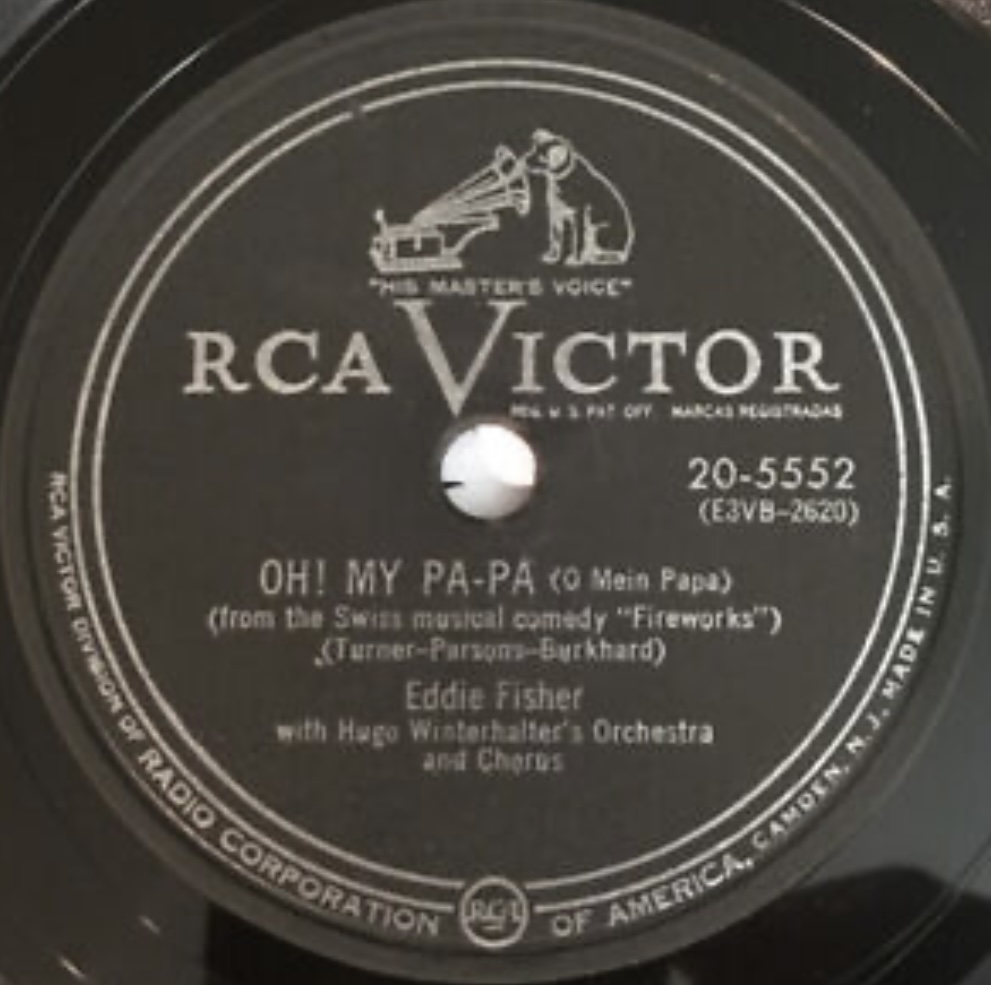 "HIS MASTER'S VOICE"
RCA VICTOR
REG. U. S. PAT. OFF. MARCAS REGISTRADAS
20-5552
(E3VB-2620)
OH! MY PA-PA (O Mein Papa)
(from the Swiss musical comedy "Fireworks")
(Turner-Parsons-Burkhard)
Eddie Fisher
with Hugo Winterhalter's Orchestra
and Chorus
RCA VICTOR DIVISION OF RADIO CORPORATION OF AMERICA, CAMDEN, N. J. MADE IN U. S. A.
RCA